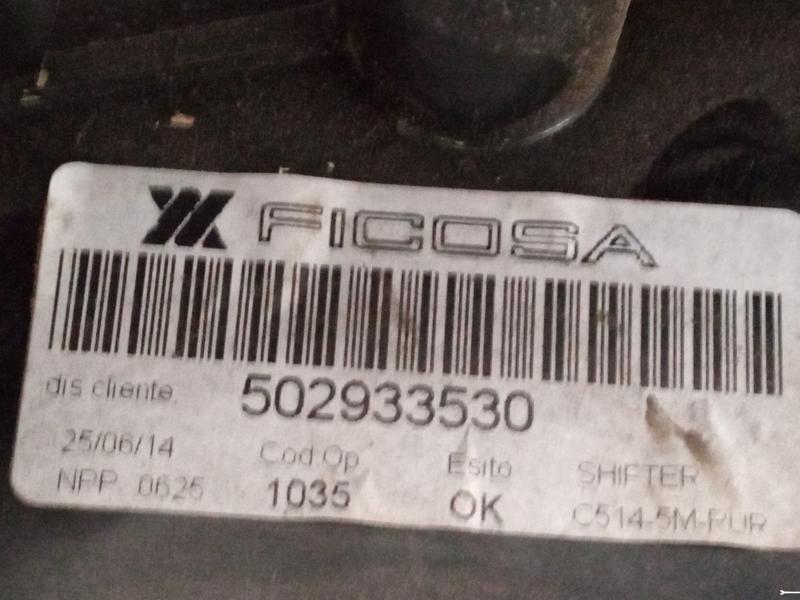 FICOSA
dis cliente. 502933530
25/06/14 Cod Op Esito SHIFTER
NPP. 0625 1035 OK C514-5M-PUR